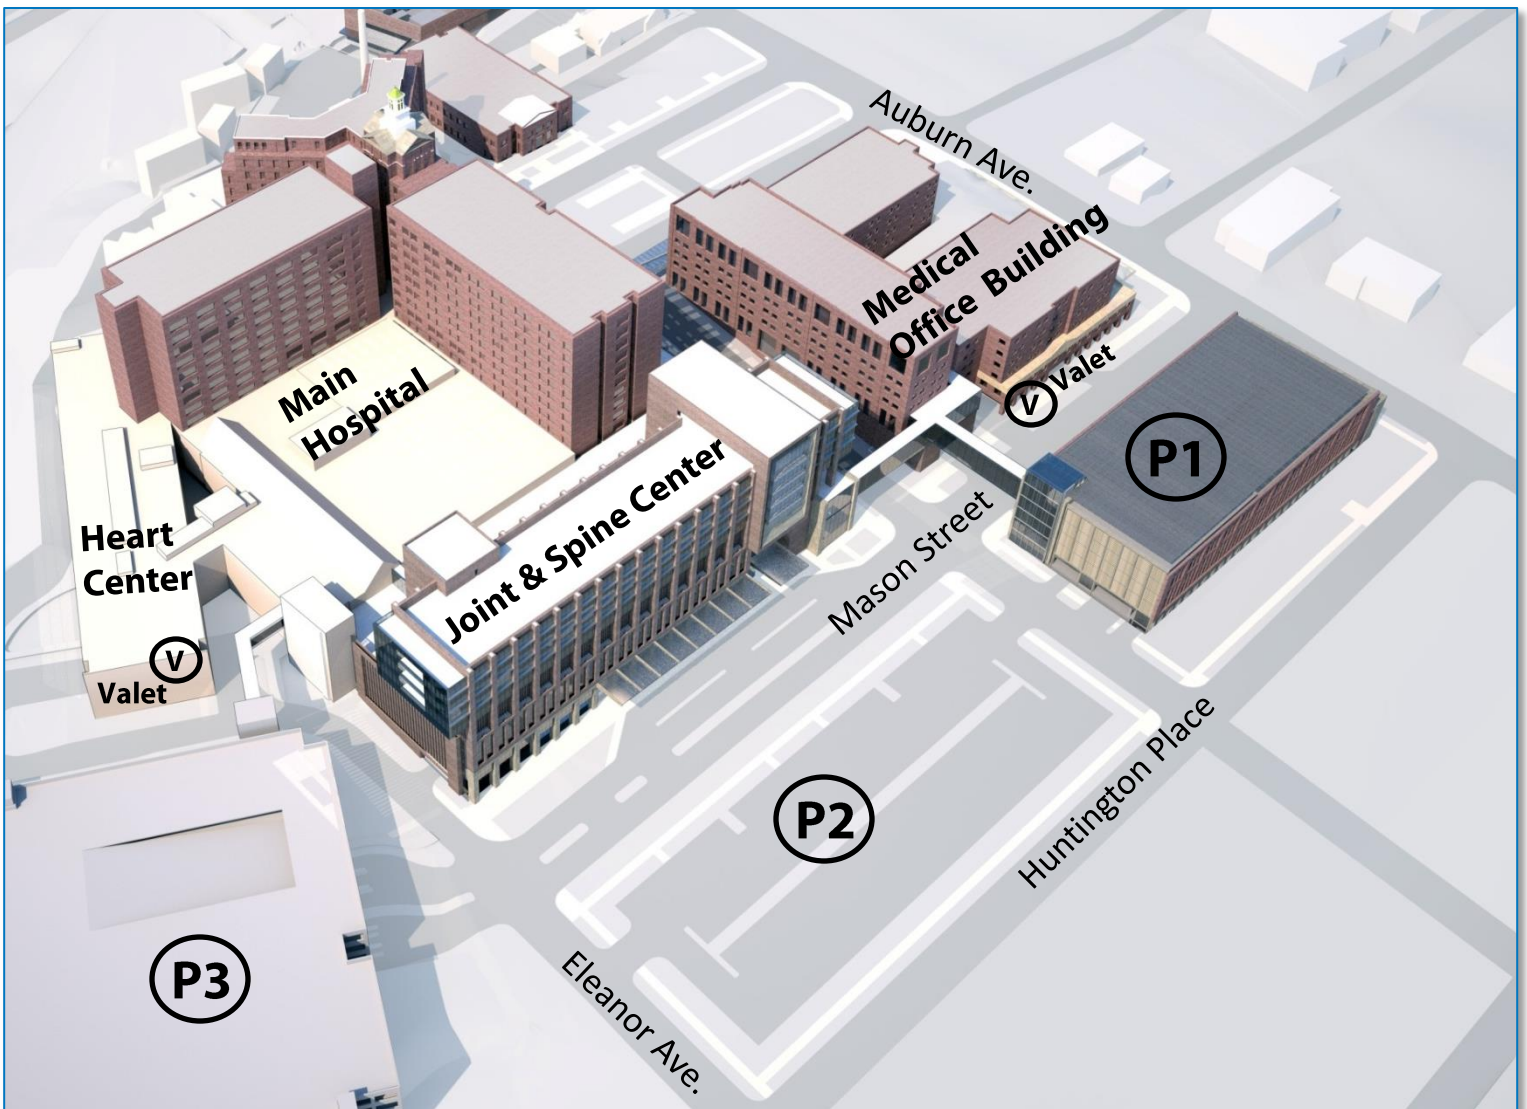 Auburn Ave.
Medical
Office Building
Valet
V
P1
Main
Hospital
Joint & Spine Center
Mason Street
Heart
Center
V
Valet
P2
Huntington Place
P3
Eleanor Ave.